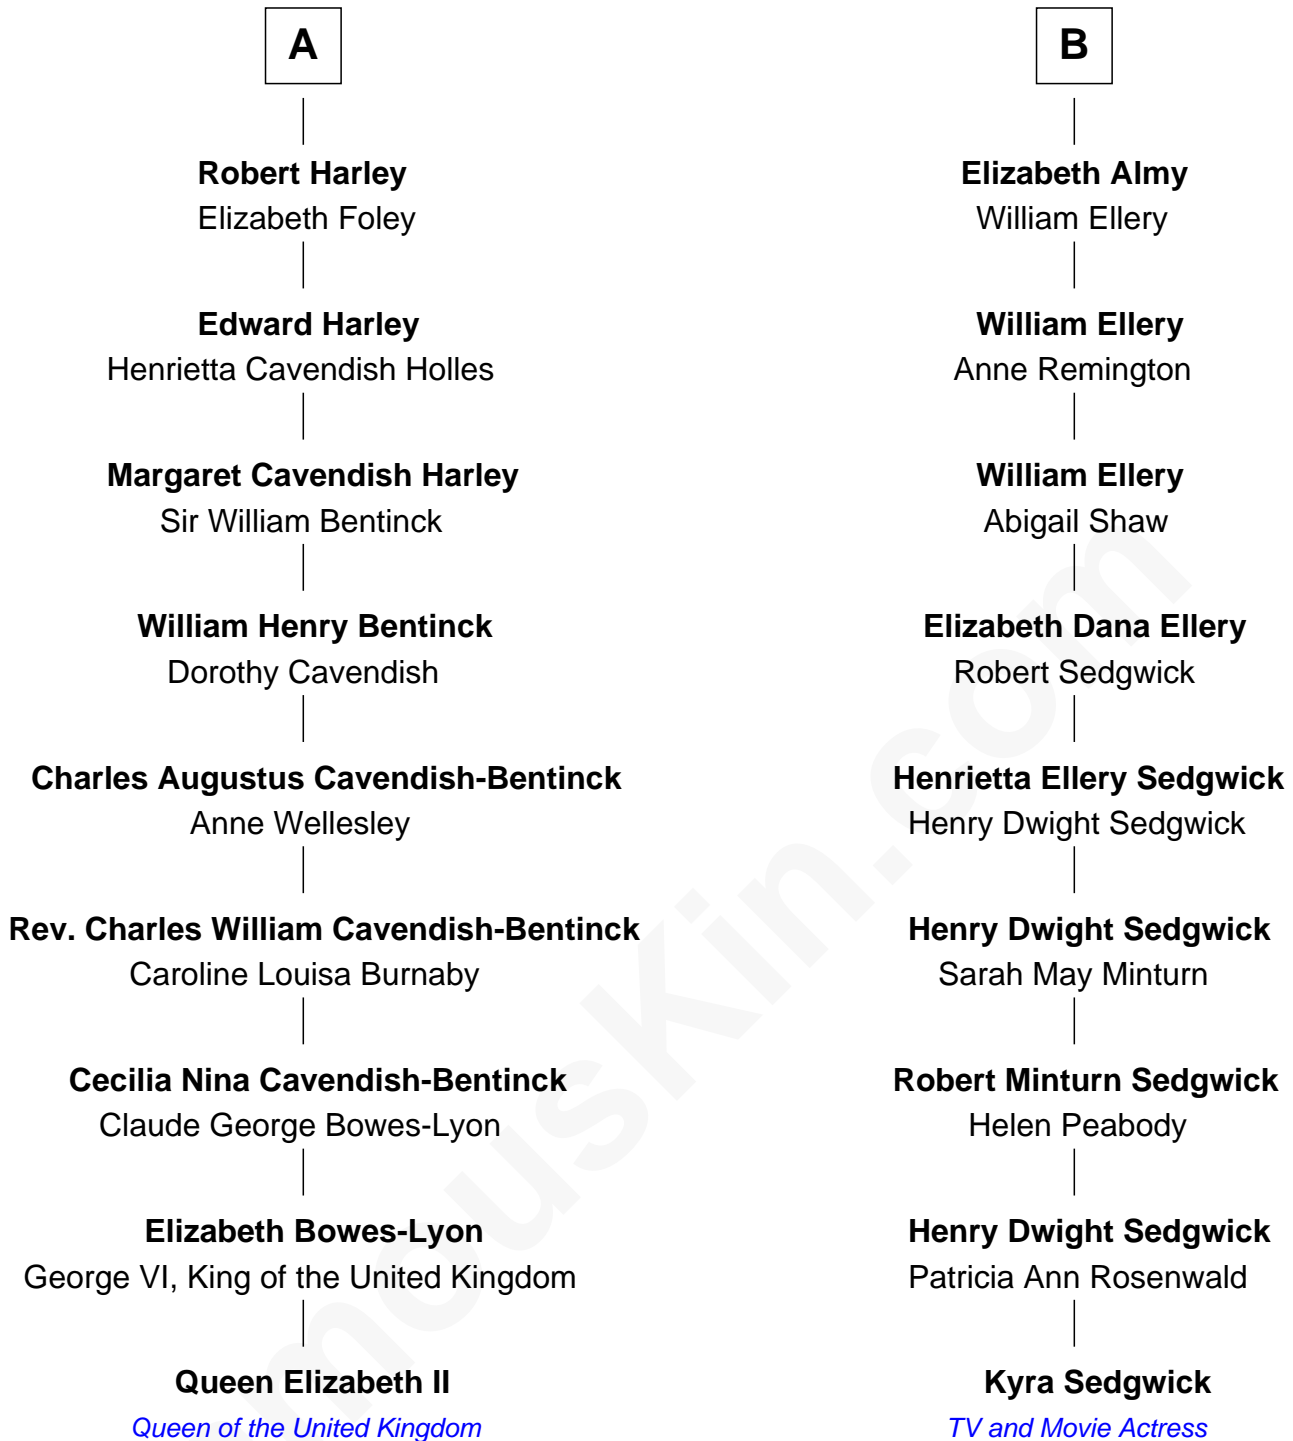 A
Robert Harley
Elizabeth Foley
Edward Harley
Henrietta Cavendish Holles
Margaret Cavendish Harley
Sir William Bentinck
William Henry Bentinck
Dorothy Cavendish
Charles Augustus Cavendish-Bentinck
Anne Wellesley
Rev. Charles William Cavendish-Bentinck
Caroline Louisa Burnaby
Cecilia Nina Cavendish-Bentinck
Claude George Bowes-Lyon
Elizabeth Bowes-Lyon
George VI, King of the United Kingdom
Queen Elizabeth II
Queen of the United Kingdom
B
Elizabeth Almy
William Ellery
William Ellery
Anne Remington
William Ellery
Abigail Shaw
Elizabeth Dana Ellery
Robert Sedgwick
Henrietta Ellery Sedgwick
Henry Dwight Sedgwick
Henry Dwight Sedgwick
Sarah May Minturn
Robert Minturn Sedgwick
Helen Peabody
Henry Dwight Sedgwick
Patricia Ann Rosenwald
Kyra Sedgwick
TV and Movie Actress
mouskin.com